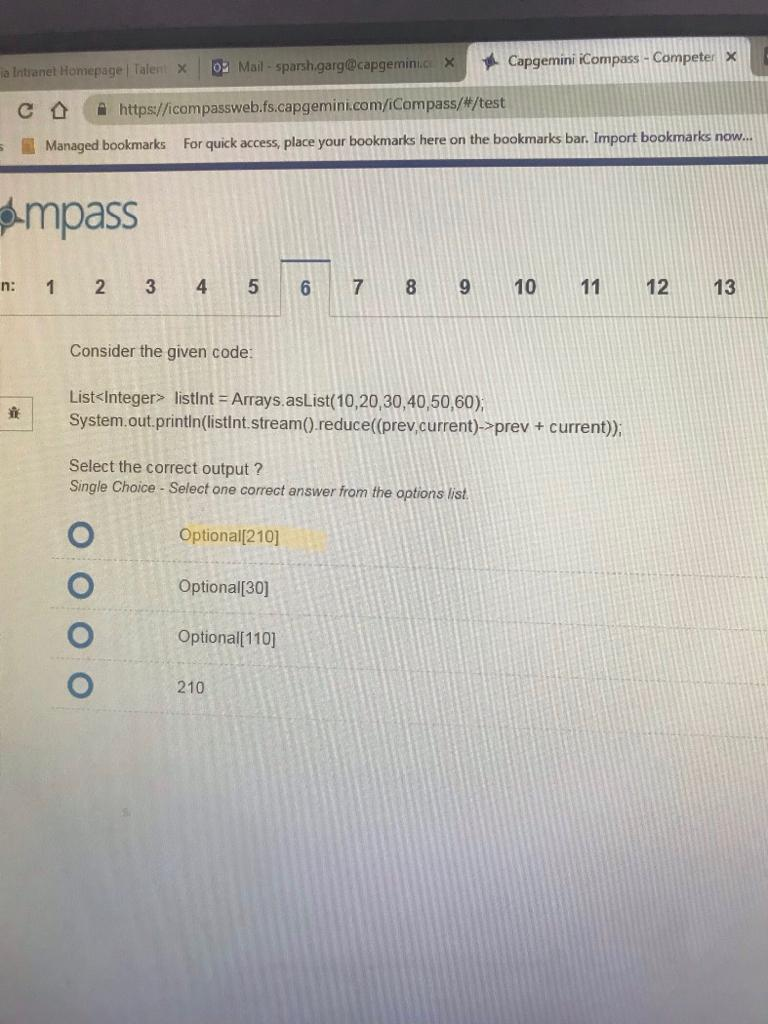 ia Intranet Homepage | Talent
Mail - sparsh.garg@capgemini.c
Capgemini iCompass - Competer
https://icompassweb.fs.capgemini.com/iCompass/#/test
s Managed bookmarks For quick access, place your bookmarks here on the bookmarks bar. Import bookmarks now...
mpass
n: 1 2 3 4 5 6 7 8 9 10 11 12 13
Consider the given code:
List<Integer> listInt = Arrays.asList(10,20,30,40,50,60);
System.out.println(listInt.stream().reduce((prev,current)->prev + current));
Select the correct output ?
Single Choice - Select one correct answer from the options list.
Optional[210]
Optional[30]
Optional[110]
210